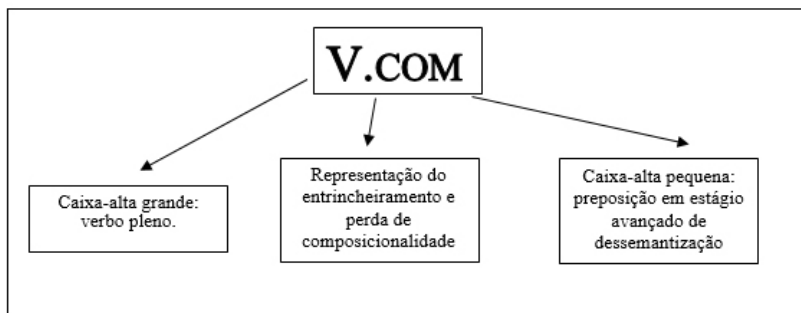 V.COM
Caixa-alta grande:
verbo pleno.
Representação do
entrincheiramento e
perda de
composicionalidade
Caixa-alta pequena:
preposição em estágio
avançado de
dessemantização